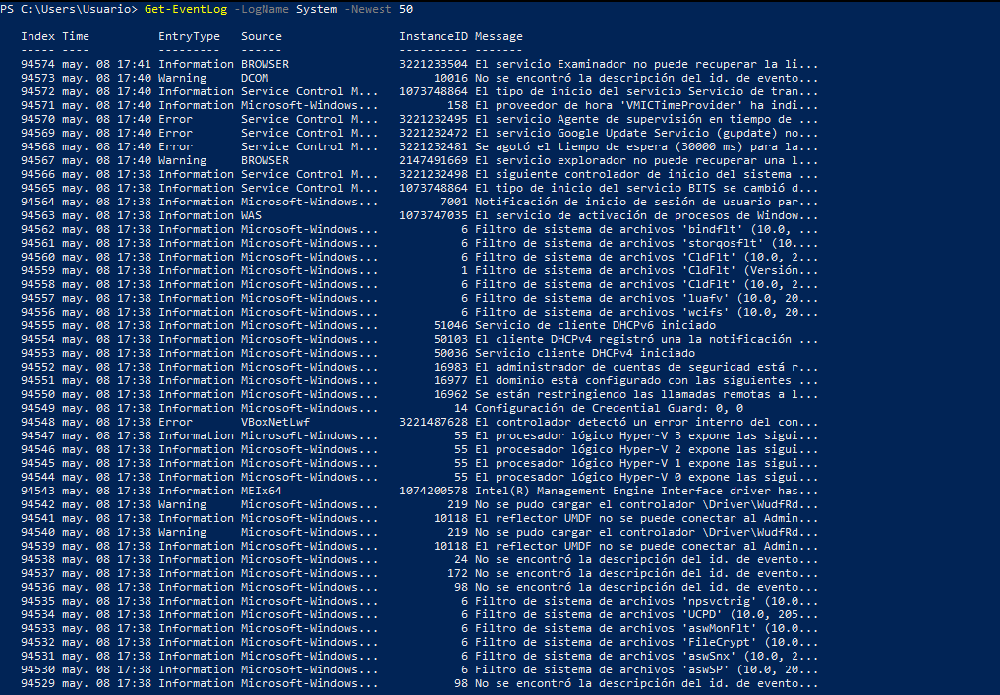 PS C:\Users\Usuario> Get-EventLog -LogName System -Newest 50
Index Time EntryType Source InstanceID Message
----- ---- --------- ------ ---------- -------
94574 may. 08 17:41 Information BROWSER 3221233504 El servicio Examinador no puede recuperar la li...
94573 may. 08 17:40 Warning DCOM 10016 No se encontró la descripción del id. de evento...
94572 may. 08 17:40 Information Service Control M... 1073748864 El tipo de inicio del servicio Servicio de tran...
94571 may. 08 17:40 Information Microsoft-Windows... 158 El proveedor de hora 'VMICTimeProvider' ha indi...
94570 may. 08 17:40 Error Service Control M... 3221232495 El servicio Agente de supervisión en tiempo de ...
94569 may. 08 17:40 Error Service Control M... 3221232472 El servicio Google Update Servicio (gupdate) no...
94568 may. 08 17:40 Error Service Control M... 3221232481 Se agotó el tiempo de espera (30000 ms) para la...
94567 may. 08 17:40 Warning BROWSER 2147491669 El servicio explorador no puede recuperar una l...
94566 may. 08 17:38 Information Service Control M... 3221232498 El siguiente controlador de inicio del sistema ...
94565 may. 08 17:38 Information Service Control M... 1073748864 El tipo de inicio del servicio BITS se cambió d...
94564 may. 08 17:38 Information Microsoft-Windows... 7001 Notificación de inicio de sesión de usuario par...
94563 may. 08 17:38 Information WAS 1073747035 El servicio de activación de procesos de Window...
94562 may. 08 17:38 Information Microsoft-Windows... 6 Filtro de sistema de archivos 'bindflt' (10.0, ...
94561 may. 08 17:38 Information Microsoft-Windows... 6 Filtro de sistema de archivos 'storqosflt' (10....
94560 may. 08 17:38 Information Microsoft-Windows... 6 Filtro de sistema de archivos 'CldFlt' (10.0, 2...
94559 may. 08 17:38 Information Microsoft-Windows... 1 Filtro de sistema de archivos 'CldFlt' (Versión...
94558 may. 08 17:38 Information Microsoft-Windows... 6 Filtro de sistema de archivos 'CldFlt' (10.0, 2...
94557 may. 08 17:38 Information Microsoft-Windows... 6 Filtro de sistema de archivos 'luafv' (10.0, 20...
94556 may. 08 17:38 Information Microsoft-Windows... 6 Filtro de sistema de archivos 'wcifs' (10.0, 20...
94555 may. 08 17:38 Information Microsoft-Windows... 51046 Servicio de cliente DHCPv6 iniciado
94554 may. 08 17:38 Information Microsoft-Windows... 50103 El cliente DHCPv4 registró una la notificación ...
94553 may. 08 17:38 Information Microsoft-Windows... 50036 Servicio cliente DHCPv4 iniciado
94552 may. 08 17:38 Information Microsoft-Windows... 16983 El administrador de cuentas de seguridad está r...
94551 may. 08 17:38 Information Microsoft-Windows... 16977 El dominio está configurado con las siguientes ...
94550 may. 08 17:38 Information Microsoft-Windows... 16962 Se están restringiendo las llamadas remotas a l...
94549 may. 08 17:38 Information Microsoft-Windows... 14 Configuración de Credential Guard: 0, 0
94548 may. 08 17:38 Error VBoxNetLwf 3221487628 El controlador detectó un error interno del con...
94547 may. 08 17:38 Information Microsoft-Windows... 55 El procesador lógico Hyper-V 3 expone las sigui...
94546 may. 08 17:38 Information Microsoft-Windows... 55 El procesador lógico Hyper-V 2 expone las sigui...
94545 may. 08 17:38 Information Microsoft-Windows... 55 El procesador lógico Hyper-V 1 expone las sigui...
94544 may. 08 17:38 Information Microsoft-Windows... 55 El procesador lógico Hyper-V 0 expone las sigui...
94543 may. 08 17:38 Information MEIx64 1074200578 Intel(R) Management Engine Interface driver has...
94542 may. 08 17:38 Warning Microsoft-Windows... 219 No se pudo cargar el controlador \Driver\WudfRd...
94541 may. 08 17:38 Information Microsoft-Windows... 10118 El reflector UMDF no se puede conectar al Admin...
94540 may. 08 17:38 Warning Microsoft-Windows... 219 No se pudo cargar el controlador \Driver\WudfRd...
94539 may. 08 17:38 Information Microsoft-Windows... 10118 El reflector UMDF no se puede conectar al Admin...
94538 may. 08 17:38 Information Microsoft-Windows... 24 No se encontró la descripción del id. de evento...
94537 may. 08 17:38 Information Microsoft-Windows... 172 No se encontró la descripción del id. de evento...
94536 may. 08 17:38 Information Microsoft-Windows... 98 No se encontró la descripción del id. de evento...
94535 may. 08 17:38 Information Microsoft-Windows... 6 Filtro de sistema de archivos 'npsvctrig' (10.0...
94534 may. 08 17:38 Information Microsoft-Windows... 6 Filtro de sistema de archivos 'UCPD' (10.0, 205...
94533 may. 08 17:38 Information Microsoft-Windows... 6 Filtro de sistema de archivos 'aswMonFlt' (10.0...
94532 may. 08 17:38 Information Microsoft-Windows... 6 Filtro de sistema de archivos 'FileCrypt' (10.0...
94531 may. 08 17:38 Information Microsoft-Windows... 6 Filtro de sistema de archivos 'aswSnx' (10.0, 2...
94530 may. 08 17:38 Information Microsoft-Windows... 6 Filtro de sistema de archivos 'aswSP' (10.0, 20...
94529 may. 08 17:38 Information Microsoft-Windows... 98 No se encontró la descripción del id. de evento...